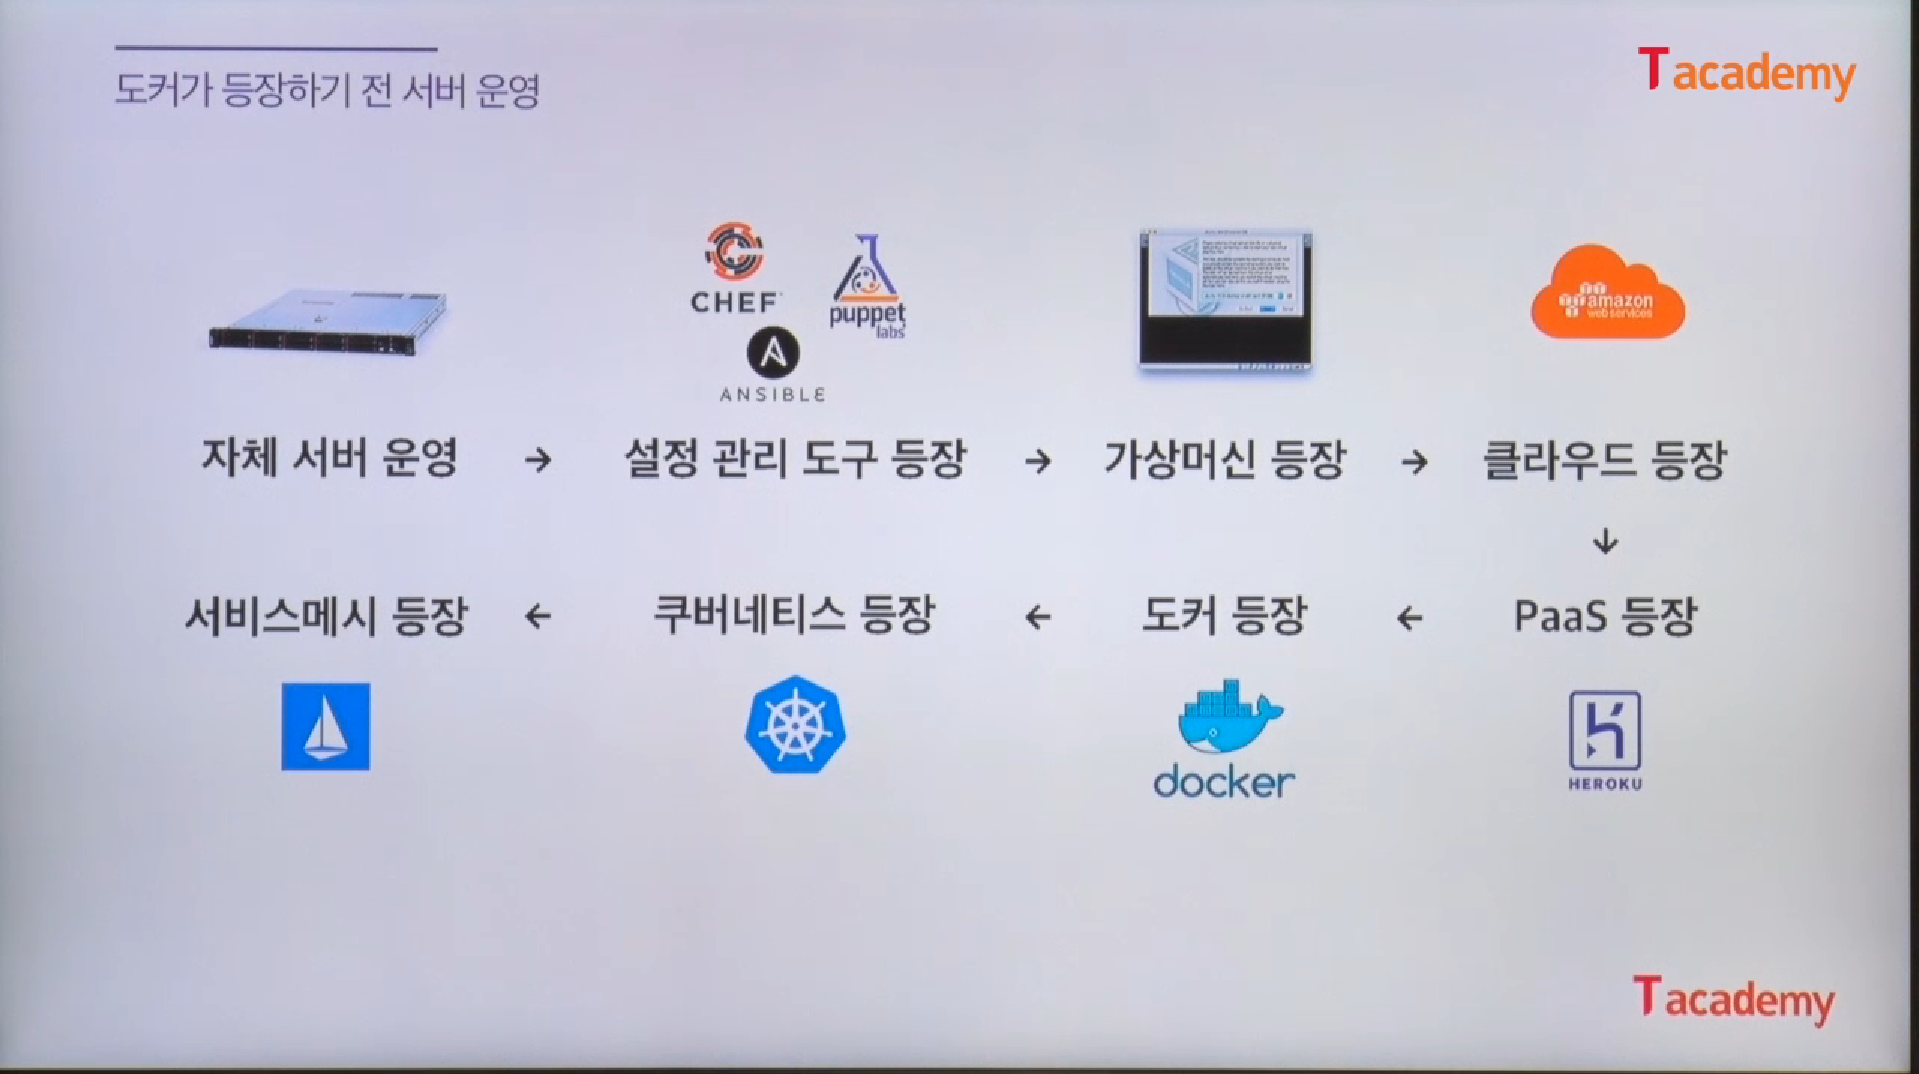 도커가 등장하기 전 서버 운영
T academy
CHEF
puppet
labs
ANSIBLE
amazon
web services
자체 서버 운영 → 설정 관리 도구 등장 → 가상머신 등장 → 클라우드 등장
↓
서비스메시 등장 ← 쿠버네티스 등장 ← 도커 등장 ← PaaS 등장
docker
HEROKU
T academy